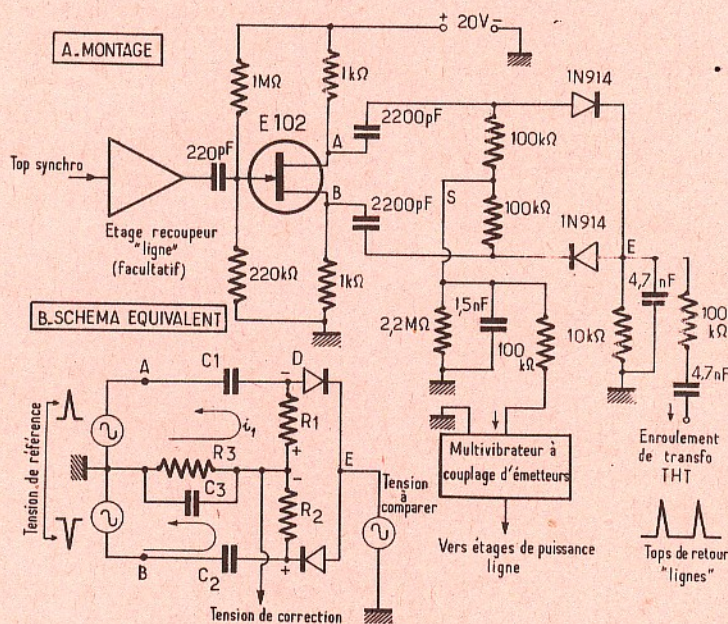 A_MONTAGE
+ 20V -
1MΩ
1kΩ
1N914
E 102
A
2200pF
100kΩ
Top synchro
220pF
B
S
2200pF
100kΩ
1N914
E
Etage recoupeur
"ligne"
(facultatif)
220kΩ
1kΩ
4,7nF
100
kΩ
2,2MΩ
1,5nF
100
kΩ
10kΩ
4,7nF
B_SCHEMA EQUIVALENT
A
C1
-
D
i1
R1
+
Tension de référence
R3
C3
-
R2
E
Tension
à
comparer
B
C2
+
Tension de correction
Multivibrateur à
couplage d'émetteurs
Vers étages de puissance
ligne
Enroulement
de transfo
THT
Tops de retour
"lignes"